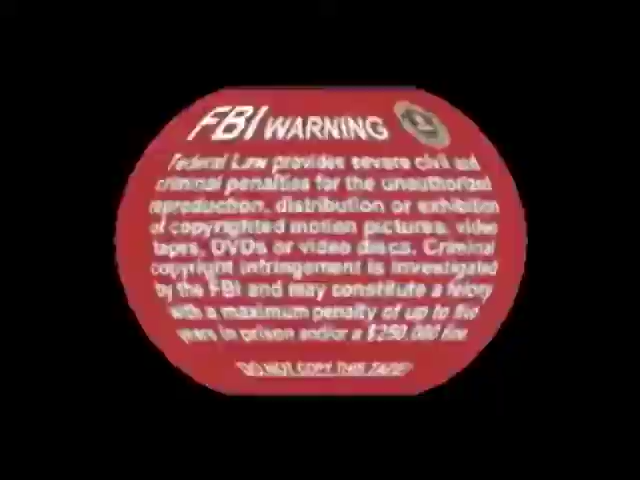 FBI WARNING
Federal Law provides severe civil and
criminal penalties for the unauthorized
reproduction, distribution or exhibition
of copyrighted motion pictures, video
tapes, DVDs or video discs. Criminal
copyright infringement is investigated
by the FBI and may constitute a felony
with a maximum penalty of up to five
years in prison and/or a $250,000 fine.
"DO NOT COPY THIS TAPE!"